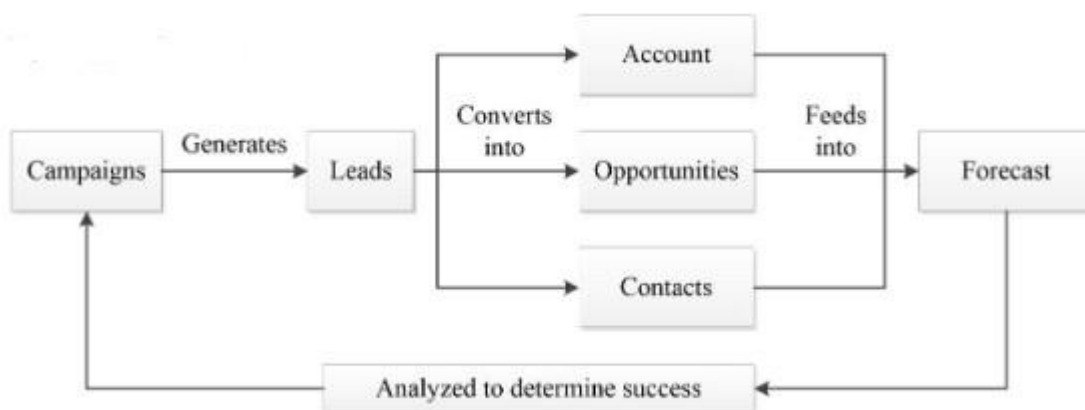 Account
Converts
into
Feeds
into
Generates
Campaigns
Leads
Opportunities
Forecast
Contacts
Analyzed to determine success